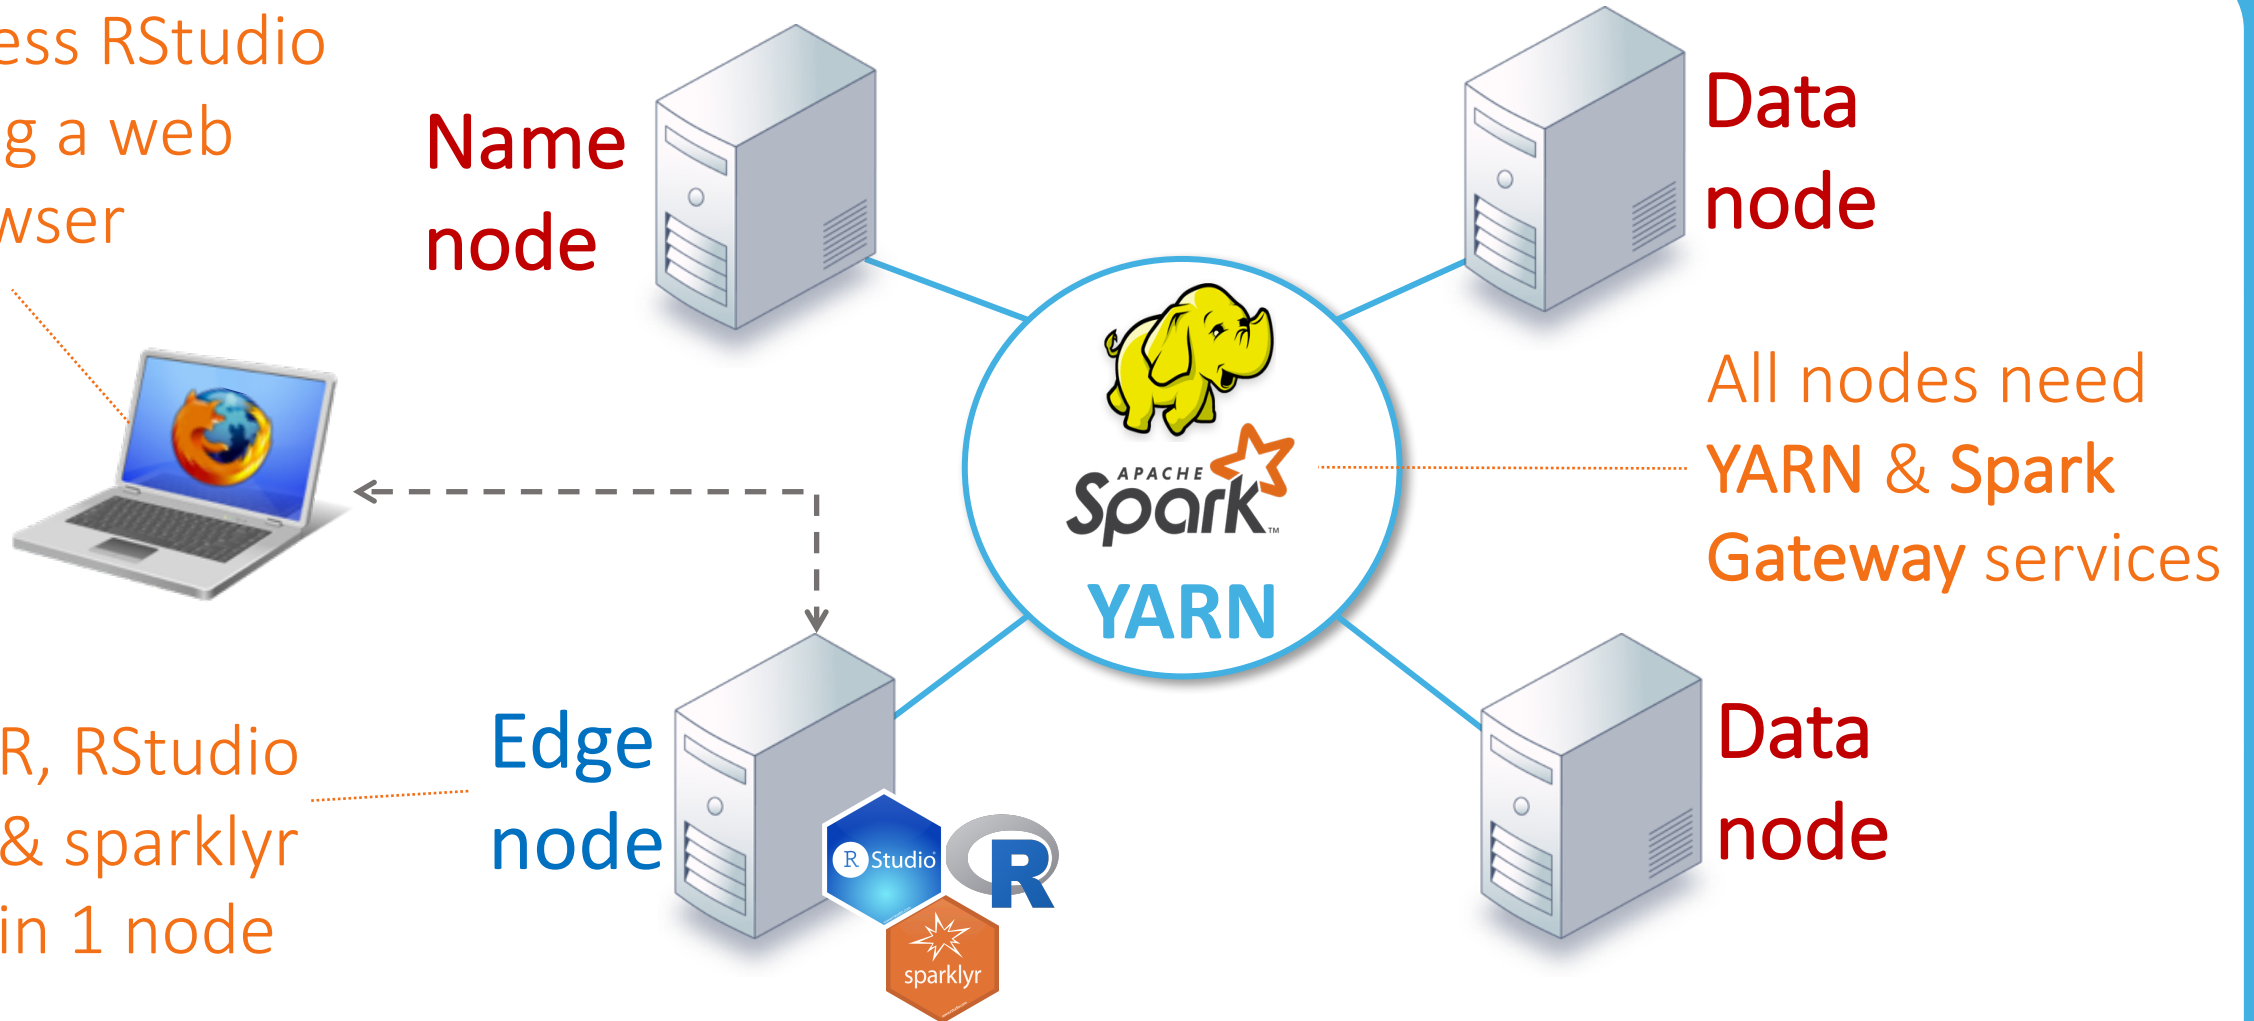 ess RStudio
g a web
wser
Name
node
Data
node
APACHE
Spark™
YARN
All nodes need
YARN & Spark
Gateway services
R, RStudio
& sparklyr
in 1 node
Edge
node
R Studio
R
sparklyr
Data
node